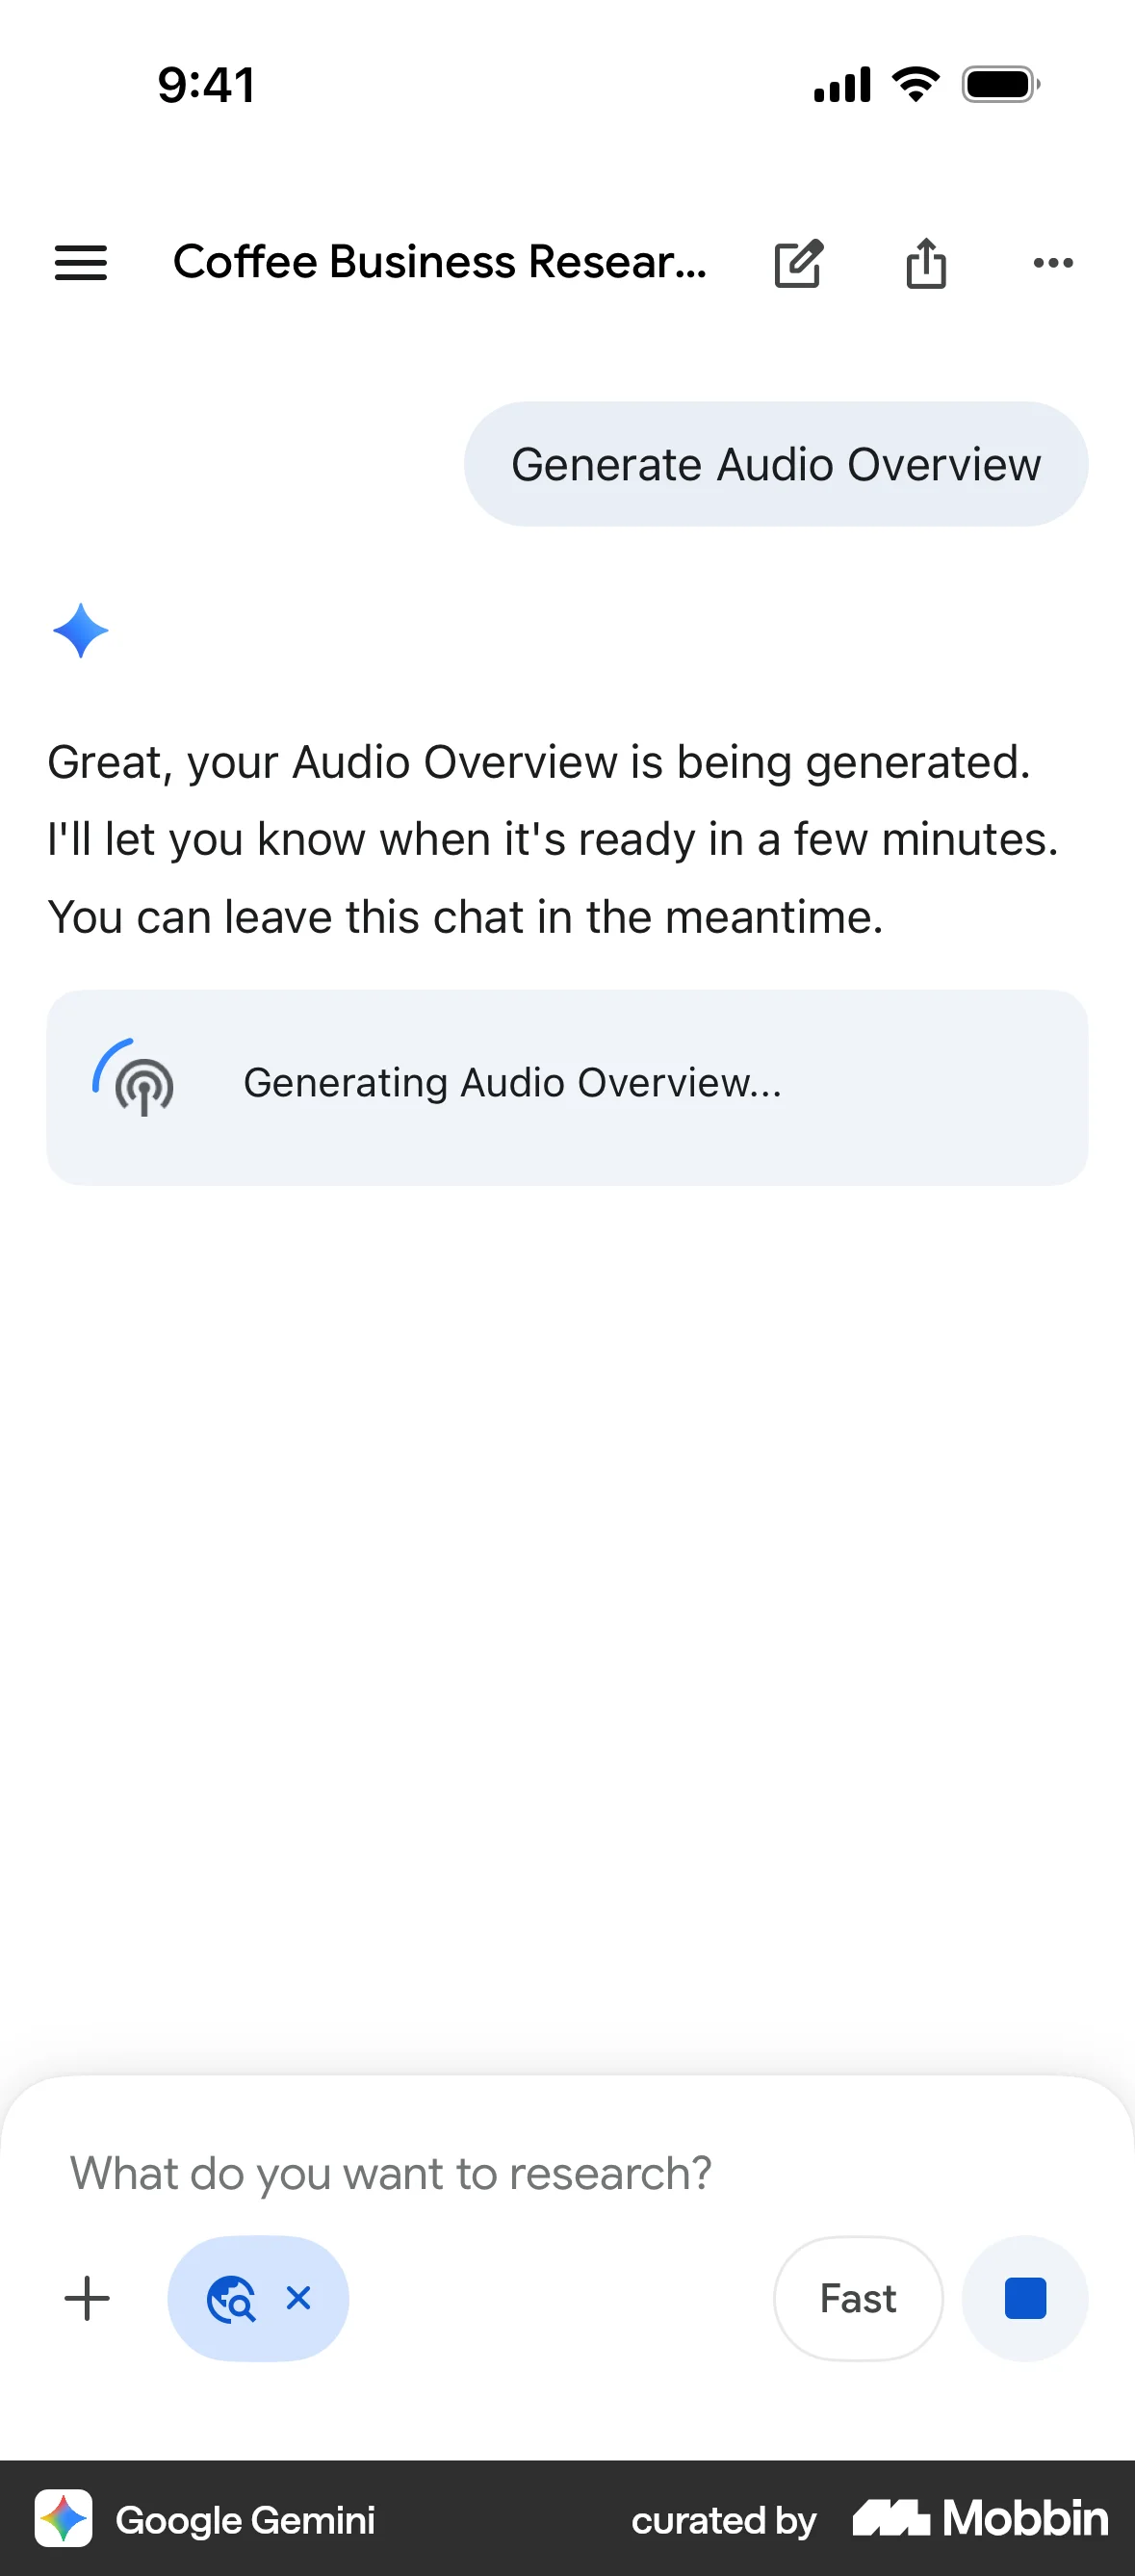 9:41
Coffee Business Resear...
Generate Audio Overview
Great, your Audio Overview is being generated.
I'll let you know when it's ready in a few minutes.
You can leave this chat in the meantime.
Generating Audio Overview...
What do you want to research?
Fast
Google Gemini
curated by Mobbin